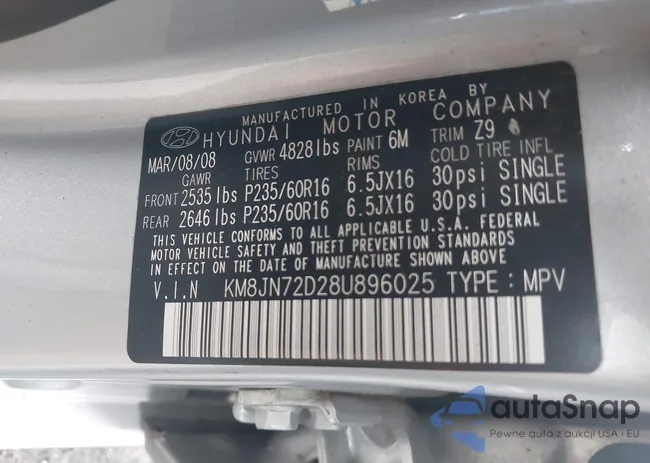 MANUFACTURED IN KOREA BY
HYUNDAI MOTOR COMPANY
MAR/08/08 GVWR 4828lbs PAINT 6M TRIM Z9
GAWR TIRES RIMS COLD TIRE INFL
FRONT 2535lbs P235/60R16 6.5JX16 30psi SINGLE
REAR 2646lbs P235/60R16 6.5JX16 30psi SINGLE
THIS VEHICLE CONFORMS TO ALL APPLICABLE U.S.A. FEDERAL
MOTOR VEHICLE SAFETY/BUMPER/THEFT PREVENTION STANDARDS
IN EFFECT ON THE DATE OF MANUFACTURE SHOWN ABOVE.
V.I.N KM8JN72D28U896025 TYPE : MPV
autaSnap
Pewne auta z aukcji USA i EU